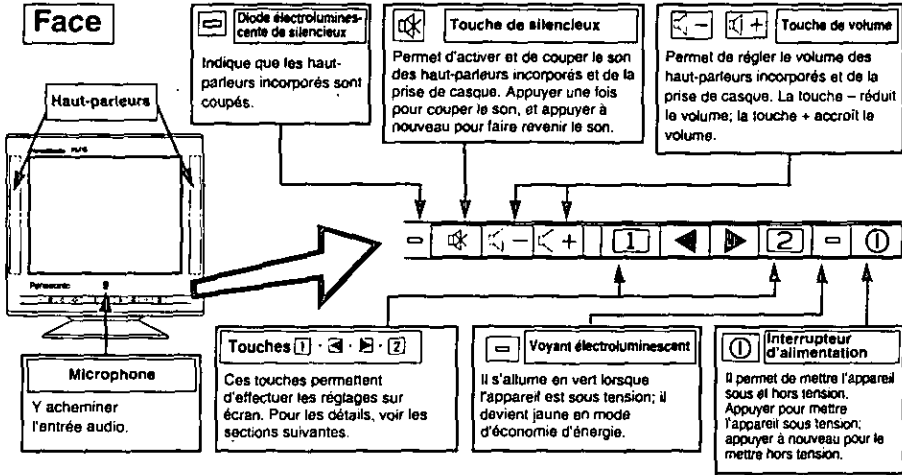 Face
Diode électrolumines-
cente de silencieux
Indique que les haut-
parleurs incorporés sont
coupés.
Touche de silencieux
Permet d'activer et de couper le son
des haut-parleurs incorporés et de la
prise de casque. Appuyer une fois
pour couper le son, et appuyer à
nouveau pour faire revenir le son.
- +
Touche de volume
Permet de régler le volume des
haut-parleurs incorporés et de la
prise de casque. La touche – réduit
le volume; la touche + accroît le
volume.
Haut-parleurs
Panasonic
- + 1 2
Touches 1 · ◀ · ▶ · 2
Ces touches permettent
d'effectuer les réglages sur
écran. Pour les détails, voir les
sections suivantes.
Voyant électroluminescent
Il s'allume en vert lorsque
l'appareil est sous tension; il
devient jaune en mode
d'économie d'énergie.
Interrupteur
d'alimentation
Il permet de mettre l'appareil
sous et hors tension.
Appuyer pour mettre
l'appareil sous tension;
appuyer à nouveau pour le
mettre hors tension.
Microphone
Y acheminer
l'entrée audio.